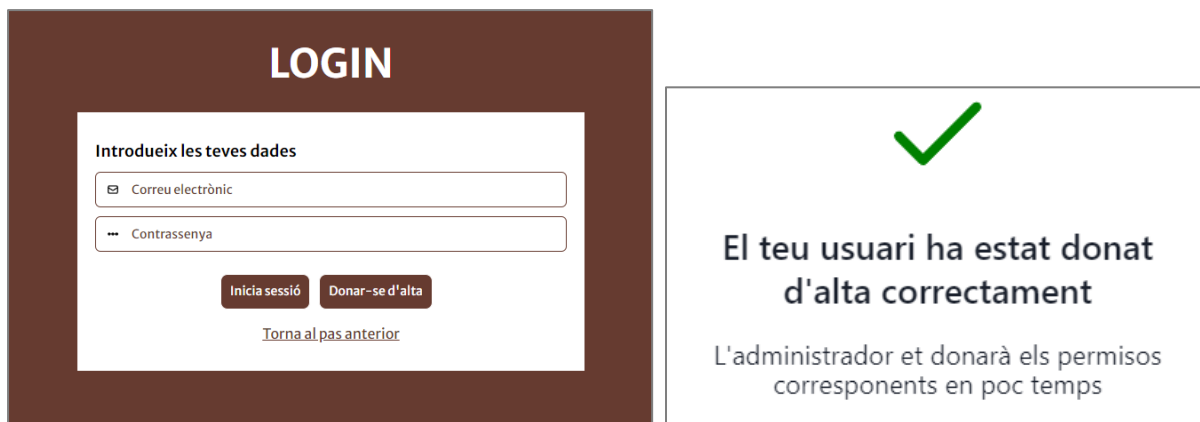 LOGIN
Introdueix les teves dades
Correu electrònic
Contrassenya
Inicia sessió
Donar-se d'alta
Torna al pas anterior
El teu usuari ha estat donat
d'alta correctament
L'administrador et donarà els permisos
corresponents en poc temps